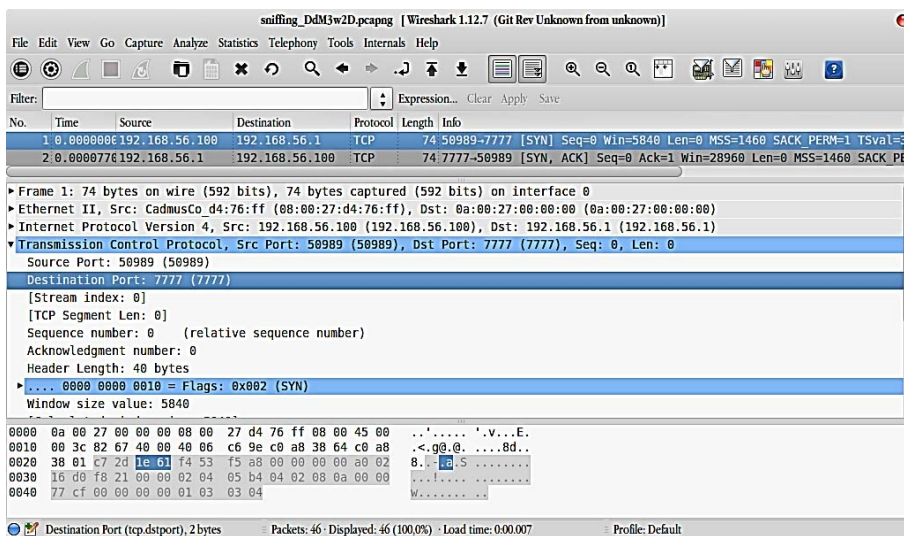 sniffing_DdM3w2D.pcapng [Wireshark 1.12.7 (Git Rev Unknown from unknown)]
File Edit View Go Capture Analyze Statistics Telephony Tools Internals Help
Filter: Expression... Clear Apply Save
No. Time Source Destination Protocol Length Info
1 0.0000000 192.168.56.100 192.168.56.1 TCP 74 50989→7777 [SYN] Seq=0 Win=5840 Len=0 MSS=1460 SACK_PERM=1 TSval=3
2 0.0000770 192.168.56.1 192.168.56.100 TCP 74 7777→50989 [SYN, ACK] Seq=0 Ack=1 Win=28960 Len=0 MSS=1460 SACK_PE
Frame 1: 74 bytes on wire (592 bits), 74 bytes captured (592 bits) on interface 0
Ethernet II, Src: CadmusCo_d4:76:ff (08:00:27:d4:76:ff), Dst: 0a:00:27:00:00:00 (0a:00:27:00:00:00)
Internet Protocol Version 4, Src: 192.168.56.100 (192.168.56.100), Dst: 192.168.56.1 (192.168.56.1)
Transmission Control Protocol, Src Port: 50989 (50989), Dst Port: 7777 (7777), Seq: 0, Len: 0
Source Port: 50989 (50989)
Destination Port: 7777 (7777)
[Stream index: 0]
[TCP Segment Len: 0]
Sequence number: 0 (relative sequence number)
Acknowledgment number: 0
Header Length: 40 bytes
.... 0000 0000 0010 = Flags: 0x002 (SYN)
Window size value: 5840
0000 0a 00 27 00 00 00 08 00 27 d4 76 ff 08 00 45 00 ..'..... '.v...E.
0010 00 3c 82 67 40 00 40 06 c6 9e c0 a8 38 64 c0 a8 .<.g@.@. ....8d..
0020 38 01 c7 2d 1e 61 f4 53 f5 a8 00 00 00 00 a0 02 8..-.a.S ........
0030 16 d0 f8 21 00 00 02 04 05 b4 04 02 08 0a 00 00 ...!.... ........
0040 77 cf 00 00 00 00 01 03 03 04 w....... ..
Destination Port (tcp.dstport), 2 bytes Packets: 46 · Displayed: 46 (100,0%) · Load time: 0:00.007 Profile: Default